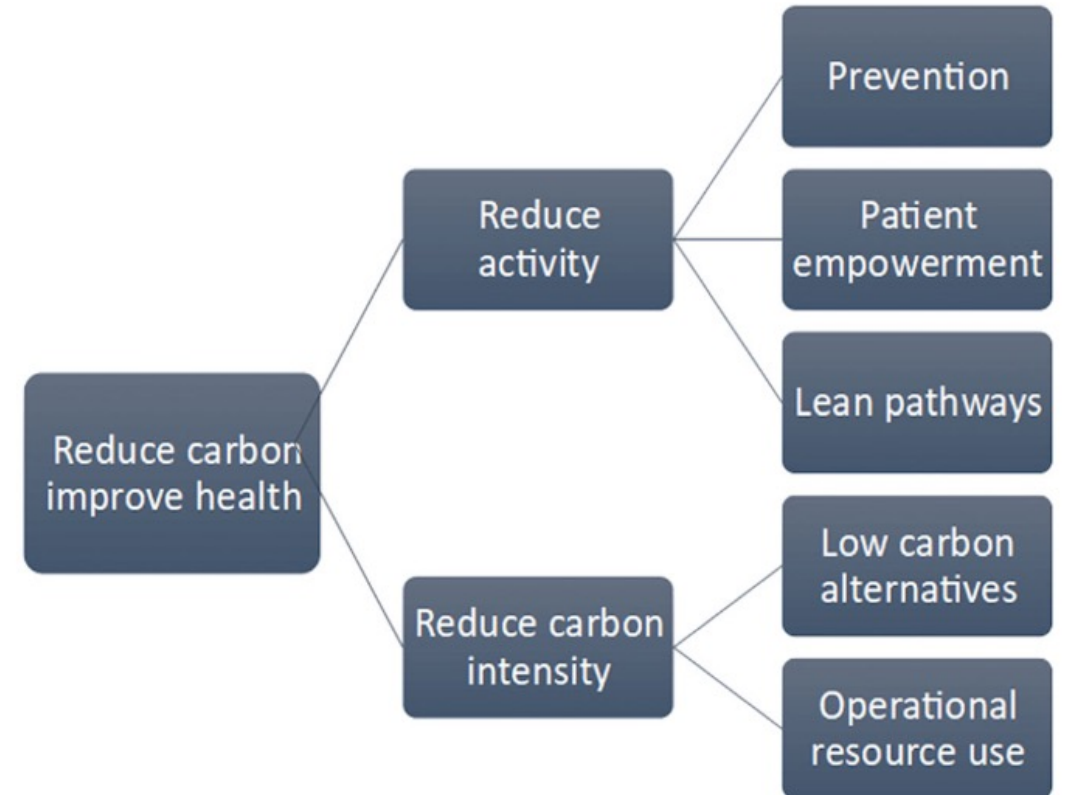 Reduce carbon
improve health
Reduce
activity
Prevention
Patient
empowerment
Lean pathways
Reduce carbon
intensity
Low carbon
alternatives
Operational
resource use